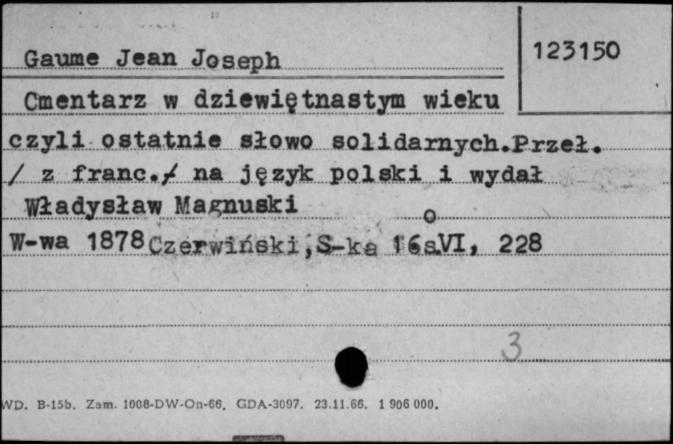 Gaume Jean Joseph
123150
Cmentarz w dziewiętnastym wieku
czyli ostatnie słowo solidarnych.Przeł.
/ z franc./ na język polski i wydał
Władysław Magnuski
W-wa 1878 Czerwiński,S-ka 16o s.VI, 228
3
WD. B-15b. Zam. 1008-DW-On-66. GDA-3097. 23.11.66. 1 906 000.